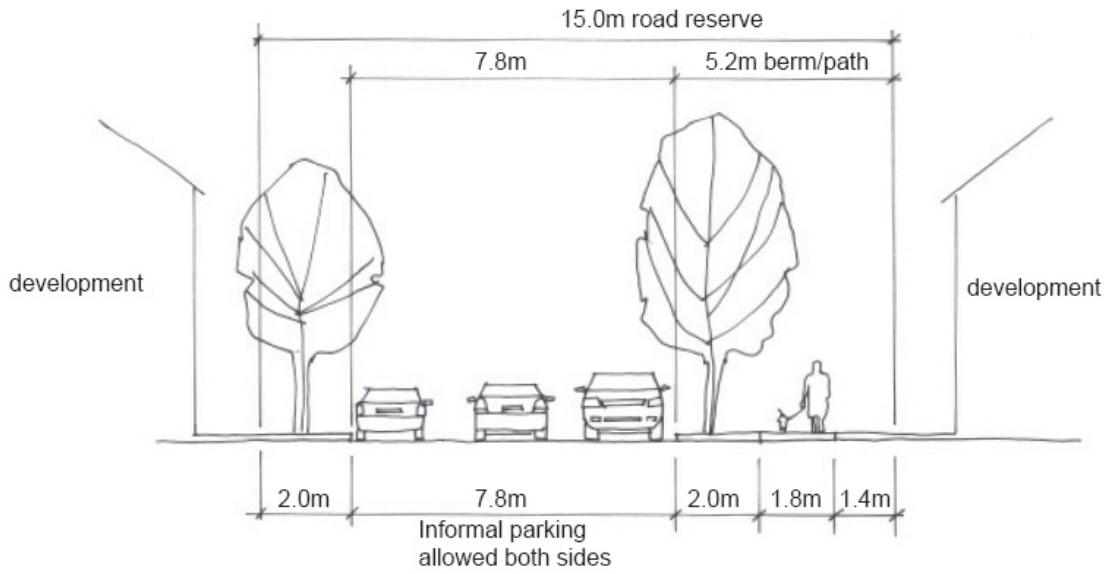 15.0m road reserve
7.8m
5.2m berm/path
development
development
2.0m
7.8m
2.0m
1.8m
1.4m
Informal parking
allowed both sides